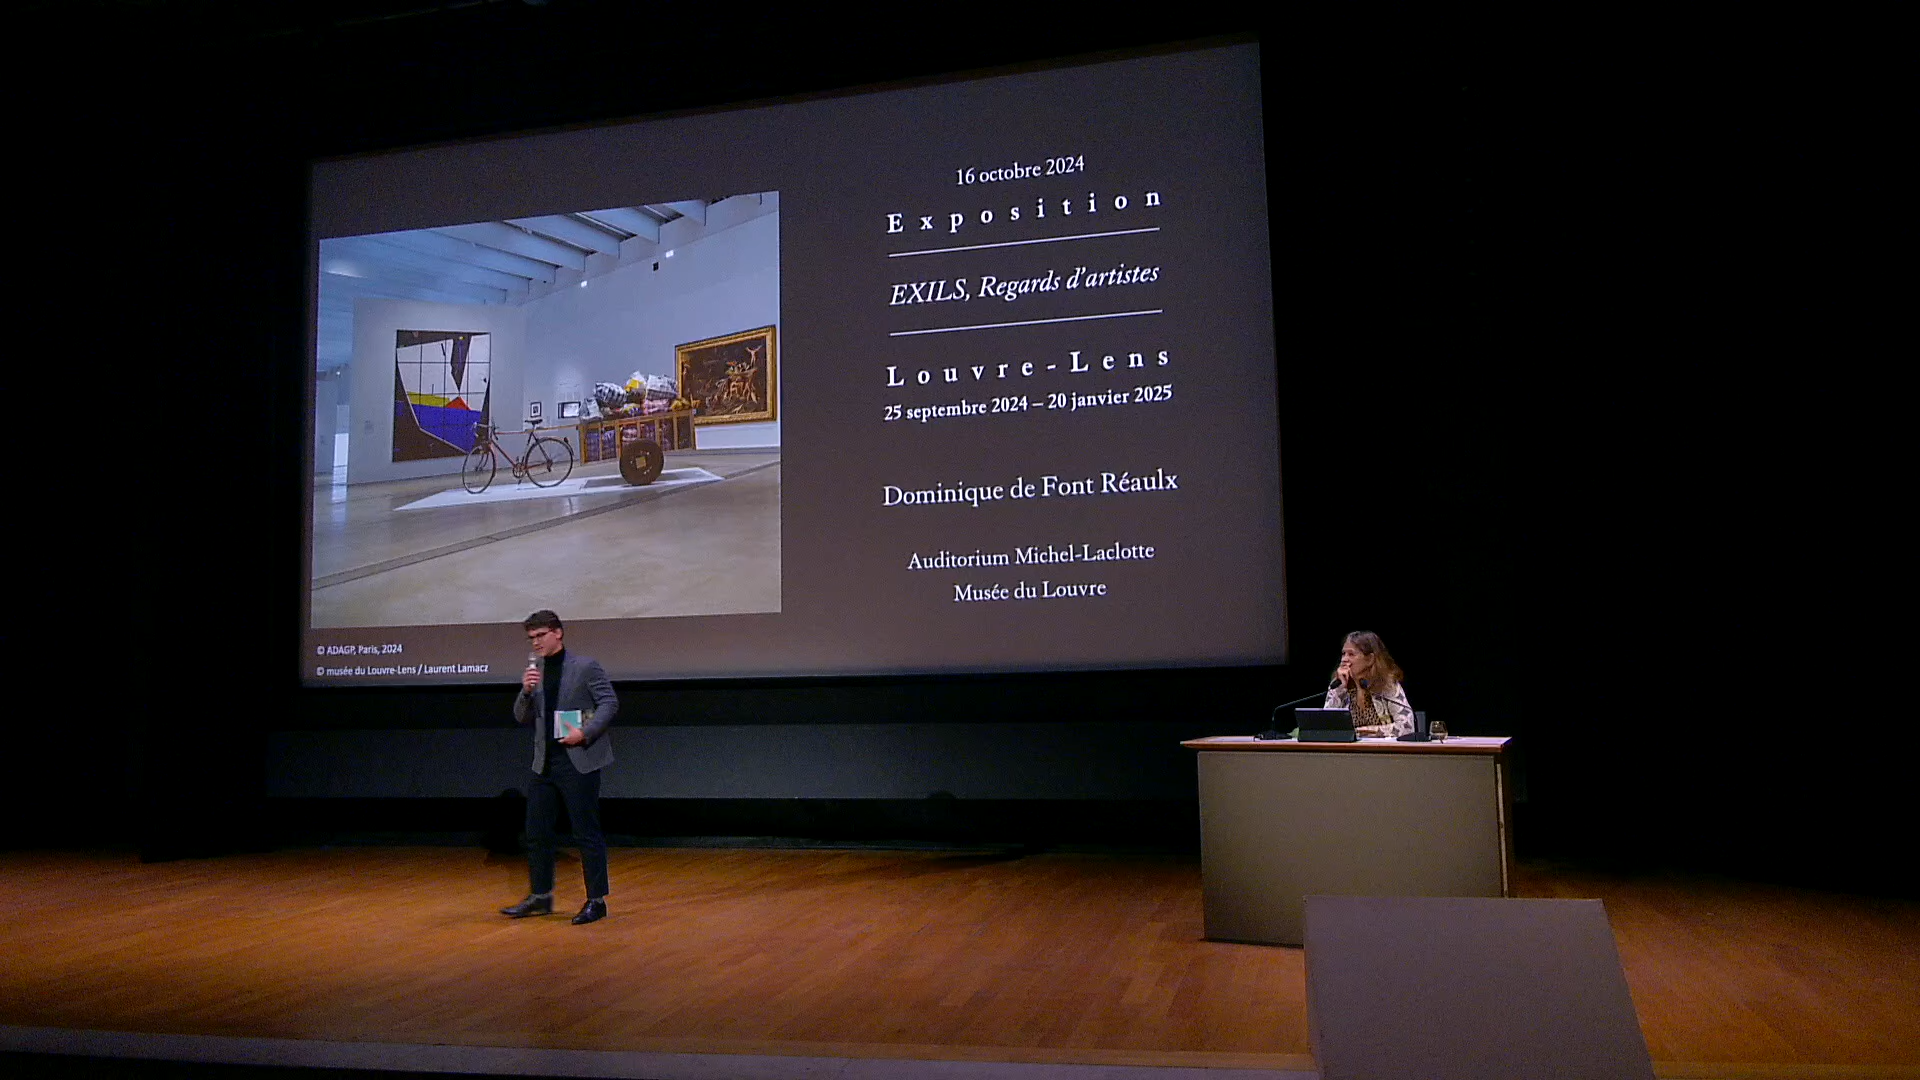 16 octobre 2024
Exposition
EXILS, Regards d'artistes
Louvre-Lens
25 septembre 2024 – 20 janvier 2025
Dominique de Font Réaulx
Auditorium Michel-Laclotte
Musée du Louvre
© ADAGP, Paris, 2024
© musée du Louvre-Lens / Laurent Lamacz